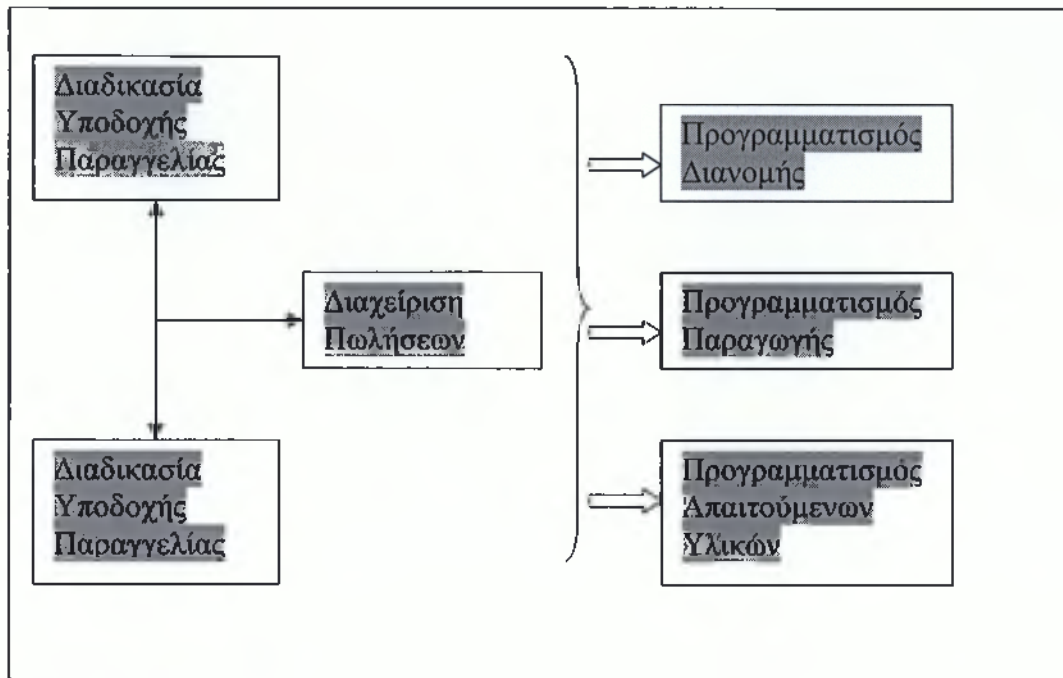 Διαδικασία
Υποδοχής
Παραγγελίας
Διαχείριση
Πωλήσεων
Διαδικασία
Υποδοχής
Παραγγελίας
Προγραμματισμός
Διανομής
Προγραμματισμός
Παραγωγής
Προγραμματισμός
Απαιτούμενων
Υλικών